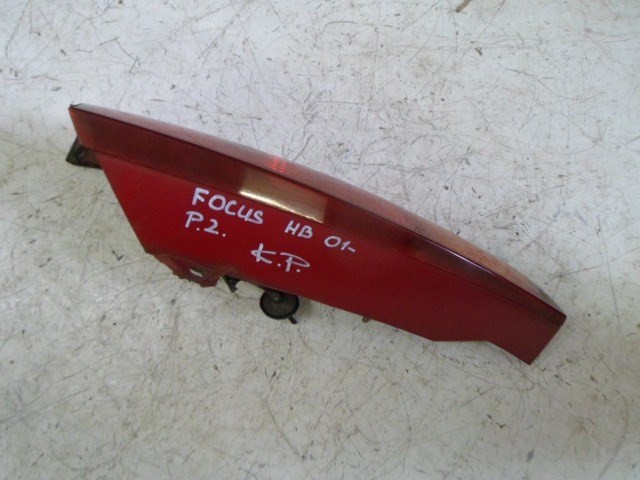 FOCUS HB 01-
P.2.
K.P.